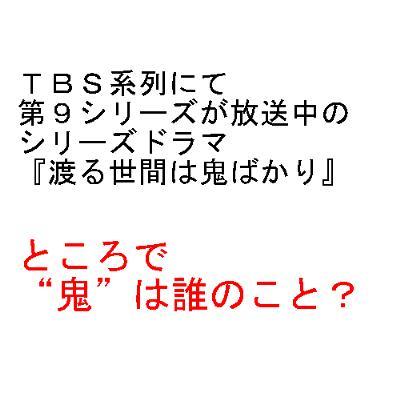 ＴＢＳ系列にて
第９シリーズが放送中の
シリーズドラマ
『渡る世間は鬼ばかり』
ところで
“鬼”は誰のこと？